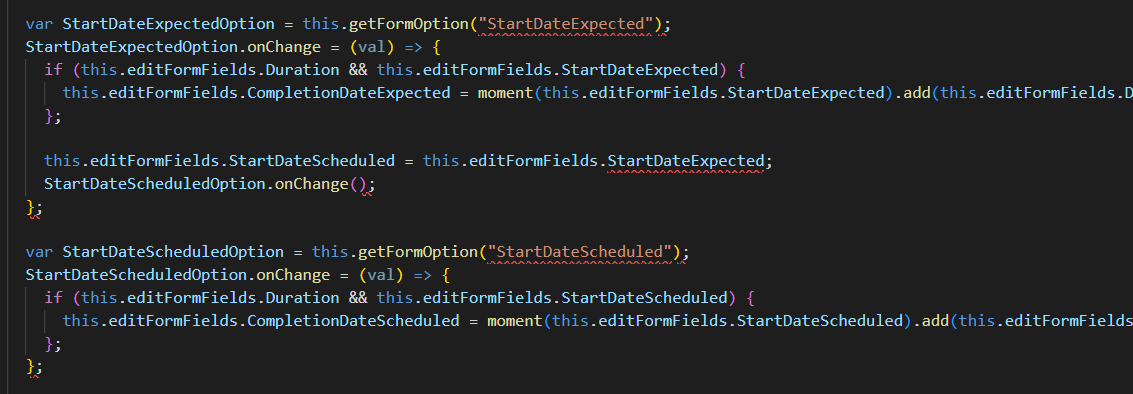 var StartDateExpectedOption = this.getFormOption("StartDateExpected");
StartDateExpectedOption.onChange = (val) => {
if (this.editFormFields.Duration && this.editFormFields.StartDateExpected) {
this.editFormFields.CompletionDateExpected = moment(this.editFormFields.StartDateExpected).add(this.editFormFields.D
};
this.editFormFields.StartDateScheduled = this.editFormFields.StartDateExpected;
StartDateScheduledOption.onChange();
};
var StartDateScheduledOption = this.getFormOption("StartDateScheduled");
StartDateScheduledOption.onChange = (val) => {
if (this.editFormFields.Duration && this.editFormFields.StartDateScheduled) {
this.editFormFields.CompletionDateScheduled = moment(this.editFormFields.StartDateScheduled).add(this.editFormFields
};
};